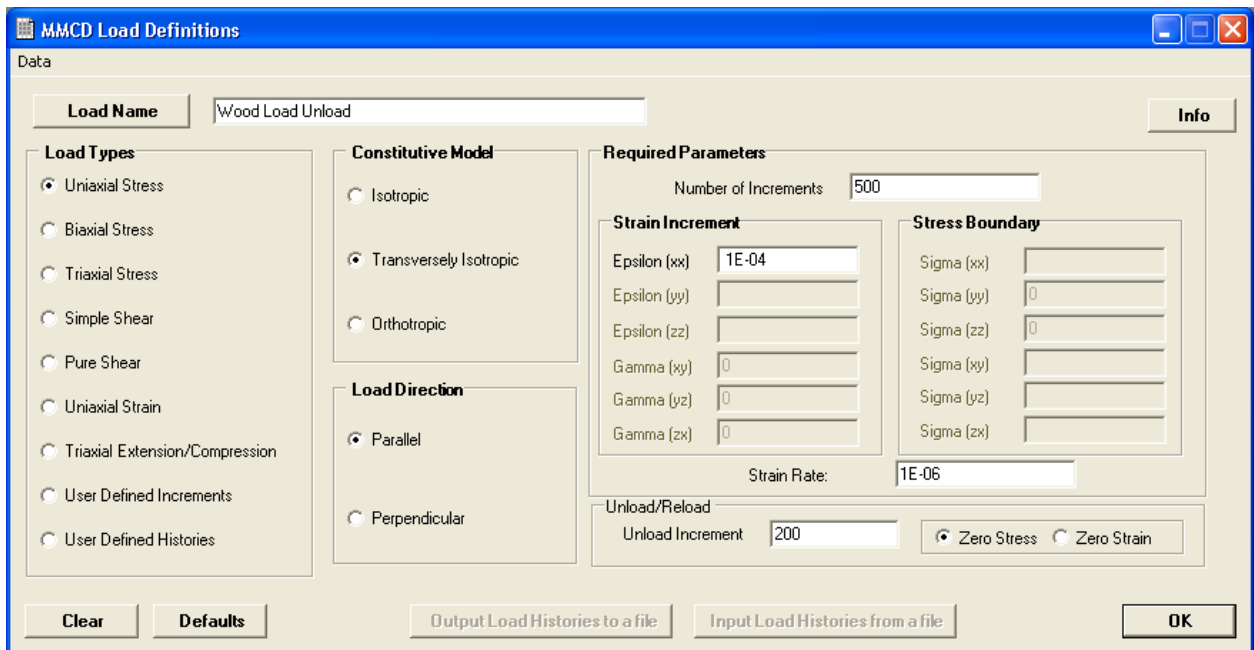 MMCD Load Definitions
Data
Load Name
Wood Load Unload
Info
Load Types
Uniaxial Stress
Biaxial Stress
Triaxial Stress
Simple Shear
Pure Shear
Uniaxial Strain
Triaxial Extension/Compression
User Defined Increments
User Defined Histories
Constitutive Model
Isotropic
Transversely Isotropic
Orthotropic
Load Direction
Parallel
Perpendicular
Required Parameters
Number of Increments 500
Strain Increment
Epsilon (xx) 1E-04
Epsilon (yy)
Epsilon (zz)
Gamma (xy) 0
Gamma (yz) 0
Gamma (zx) 0
Stress Boundary
Sigma (xx)
Sigma (yy) 0
Sigma (zz) 0
Sigma (xy)
Sigma (yz)
Sigma (zx)
Strain Rate: 1E-06
Unload/Reload
Unload Increment 200 Zero Stress Zero Strain
Clear
Defaults
Output Load Histories to a file
Input Load Histories from a file
OK